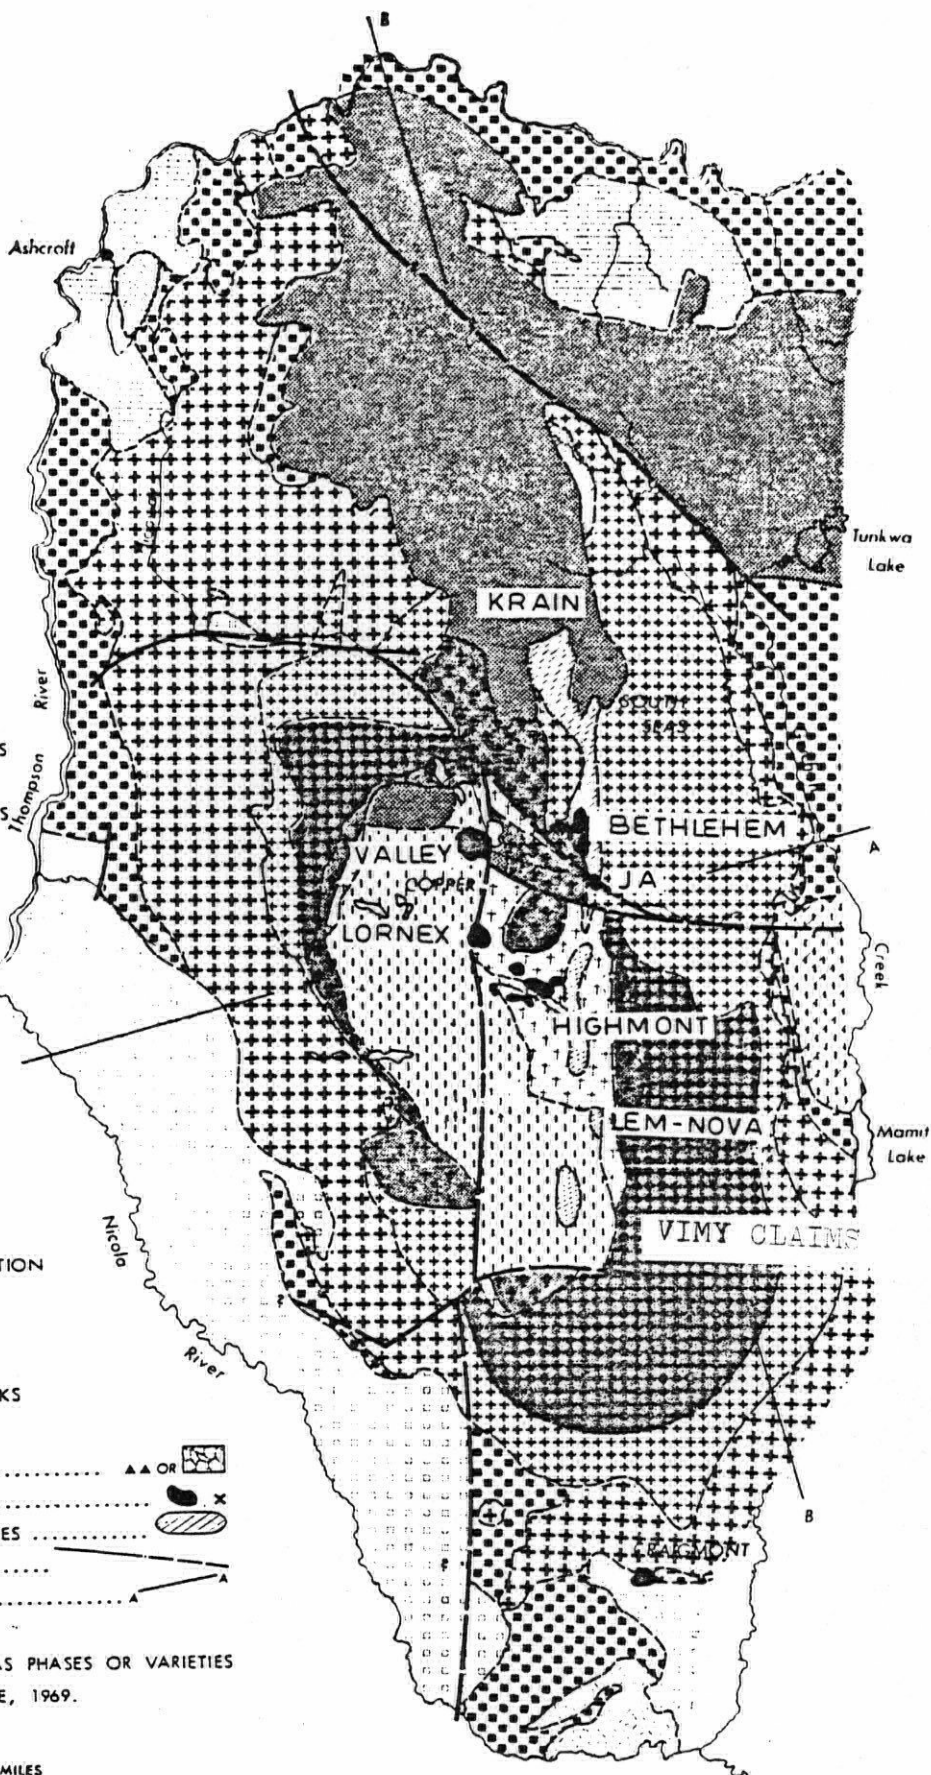 B
Ashcroft
Tunkwa
Lake
KRAIN
River
SOUTH
SEAS
S
Thompson
S
BETHLEHEM
A
VALLEY
COPPER
JA
LORNEX
Creek
HIGHMONT
LEM-NOVA
Mamit
Lake
VIMY CLAIMS
Nicola
TION
River
KS
▲▲ OR
X
ES
A
A
B
CRAIGMONT
AS PHASES OR VARIETIES
E, 1969.
MILES